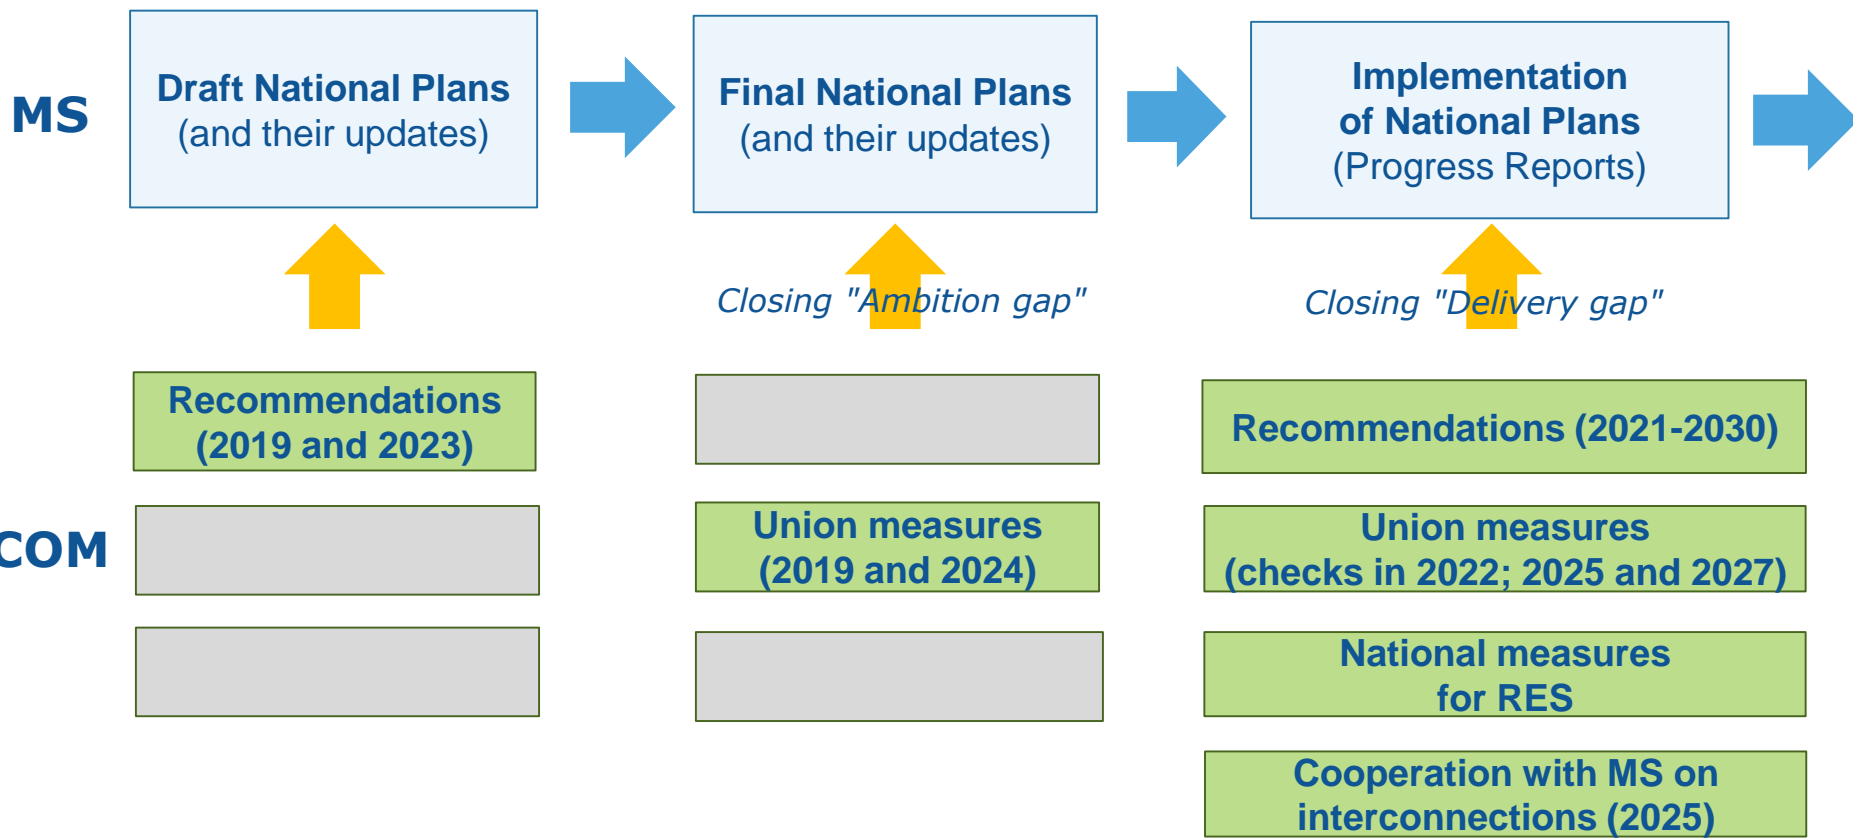 MS
Draft National Plans
(and their updates)
Final National Plans
(and their updates)
Implementation
of National Plans
(Progress Reports)
Closing "Ambition gap"
Closing "Delivery gap"
COM
Recommendations
(2019 and 2023)
Union measures
(2019 and 2024)
Recommendations (2021-2030)
Union measures
(checks in 2022; 2025 and 2027)
National measures
for RES
Cooperation with MS on
interconnections (2025)